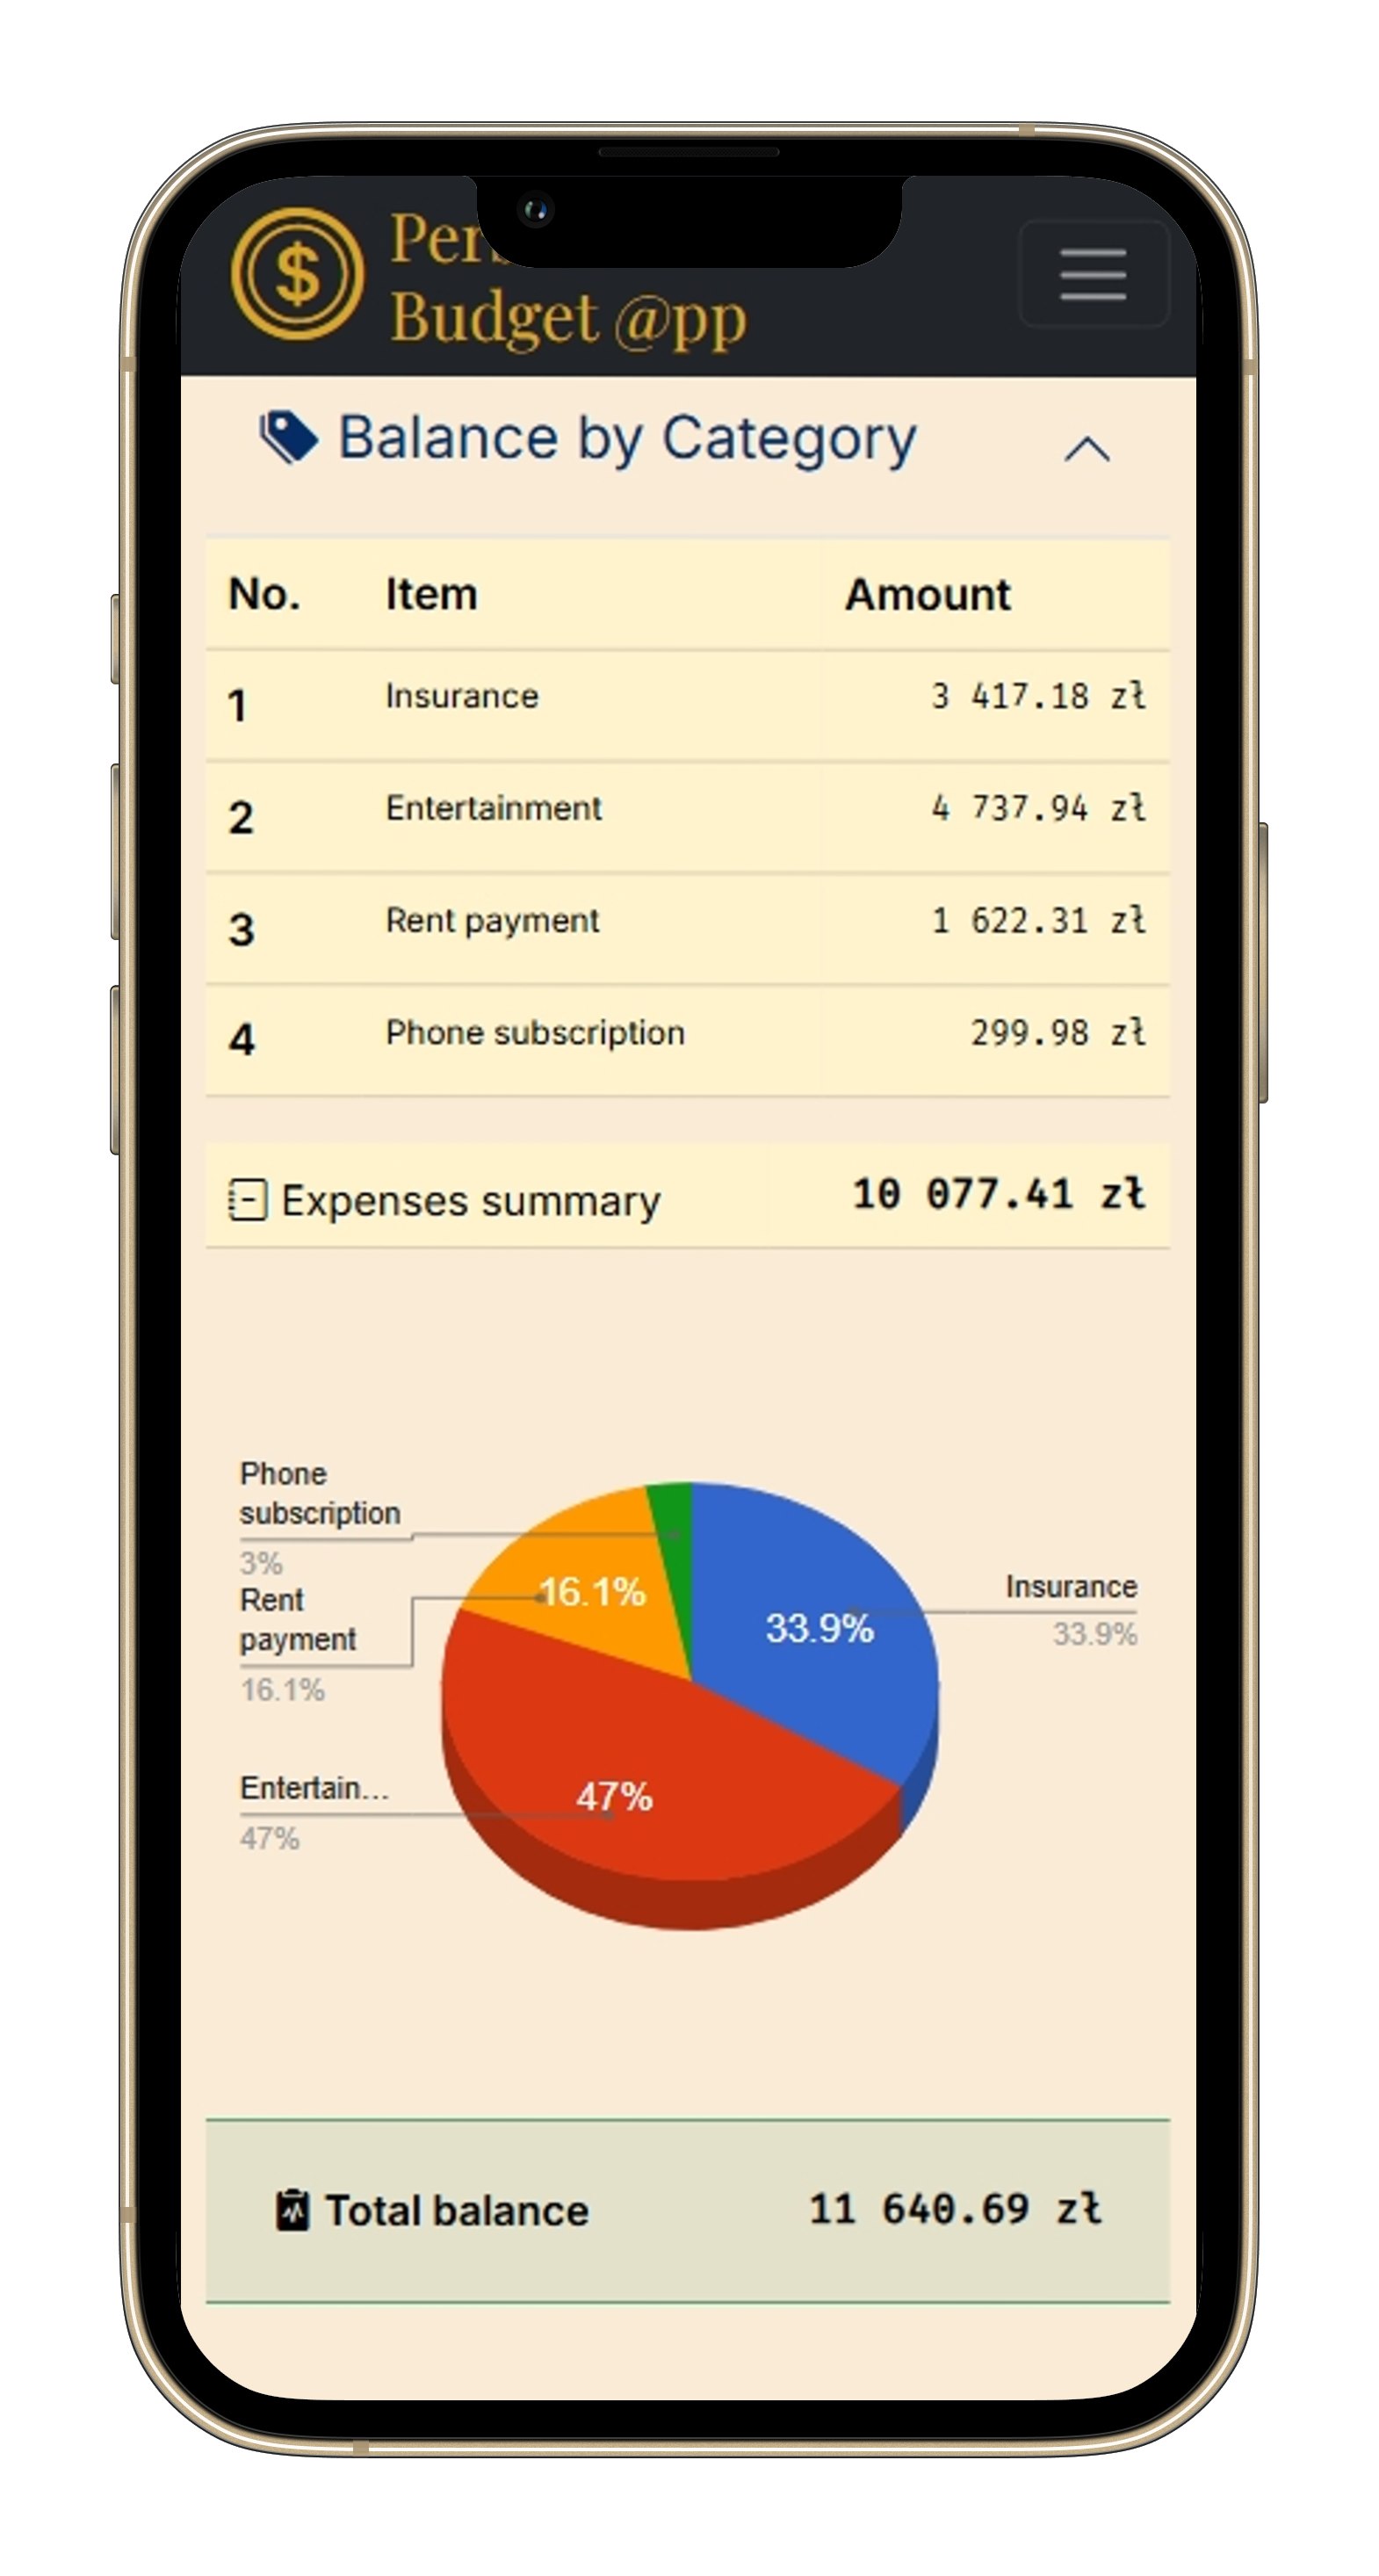 $
Budget @pp
Balance by Category
No. Item Amount
1 Insurance 3 417.18 zł
2 Entertainment 4 737.94 zł
3 Rent payment 1 622.31 zł
4 Phone subscription 299.98 zł
Expenses summary 10 077.41 zł
Phone
subscription
3%
Rent
payment
16.1%
Entertain...
47%
16.1%
33.9%
47%
Insurance
33.9%
Total balance 11 640.69 zł